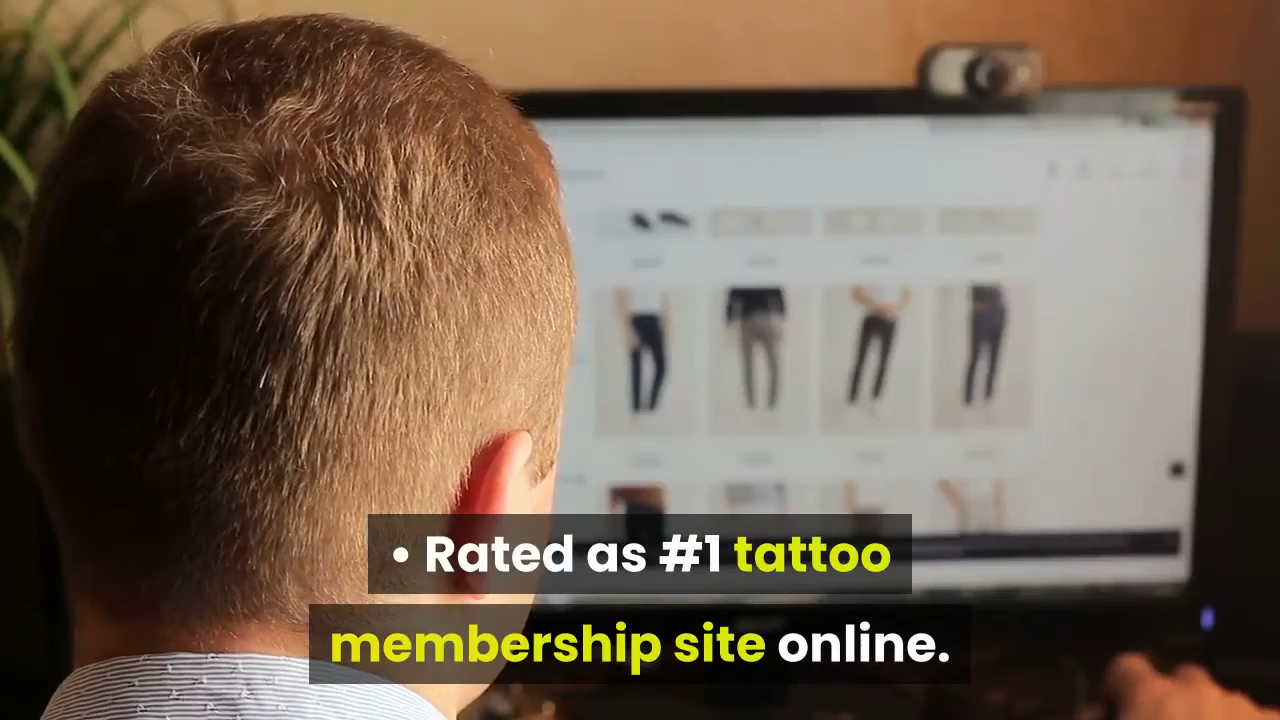 • Rated as #1 tattoo
membership site online.